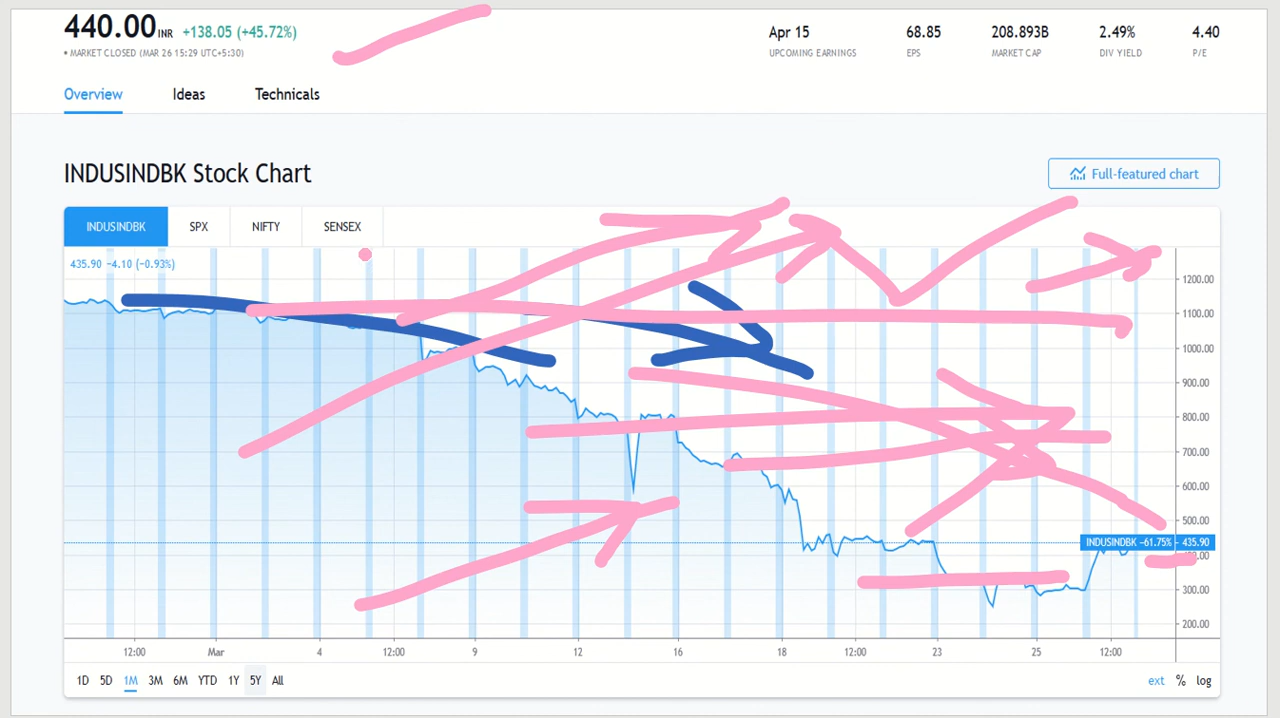 440.00 INR +138.05 (+45.72%)
• MARKET CLOSED (MAR 26 15:29 UTC+5:30)
Apr 15 68.85 208.893B 2.49% 4.40
UPCOMING EARNINGS EPS MARKET CAP DIV YIELD P/E
Overview Ideas Technicals
INDUSINDBK Stock Chart
Full-featured chart
INDUSINDBK SPX NIFTY SENSEX
435.90 −4.10 (−0.93%)
1200.00
1100.00
1000.00
900.00
800.00
700.00
600.00
500.00
INDUSINDBK −61.75% 435.90
300.00
200.00
12:00 Mar 4 12:00 9 12 16 18 12:00 23 25 12:00
1D 5D 1M 3M 6M YTD 1Y 5Y All
ext % log